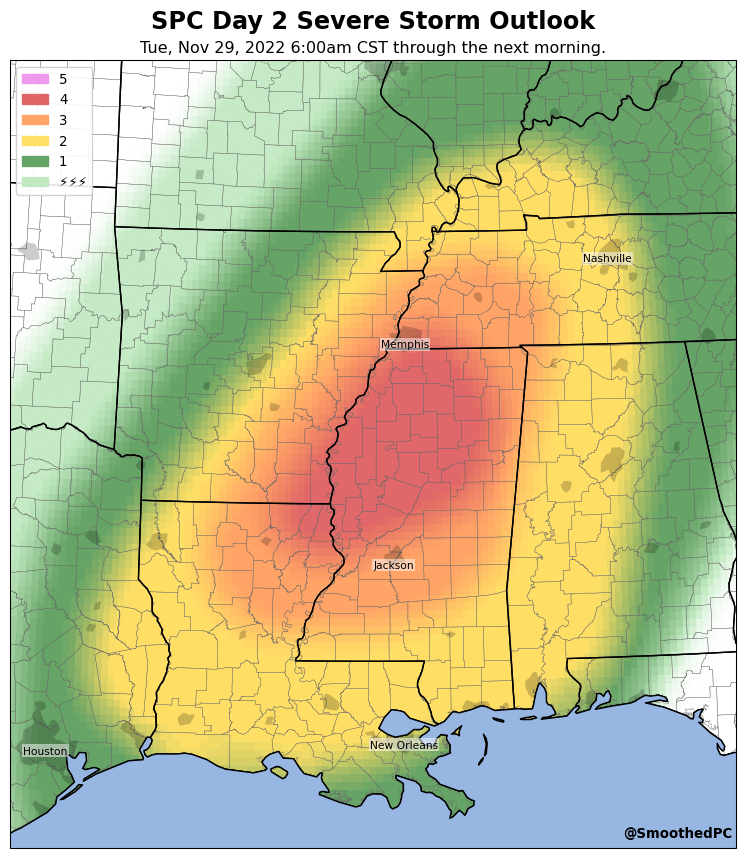 SPC Day 2 Severe Storm Outlook
Tue, Nov 29, 2022 6:00am CST through the next morning.
5
4
3
2
1
⚡⚡⚡
Nashville
Memphis
Jackson
Houston
New Orleans
@SmoothedPC